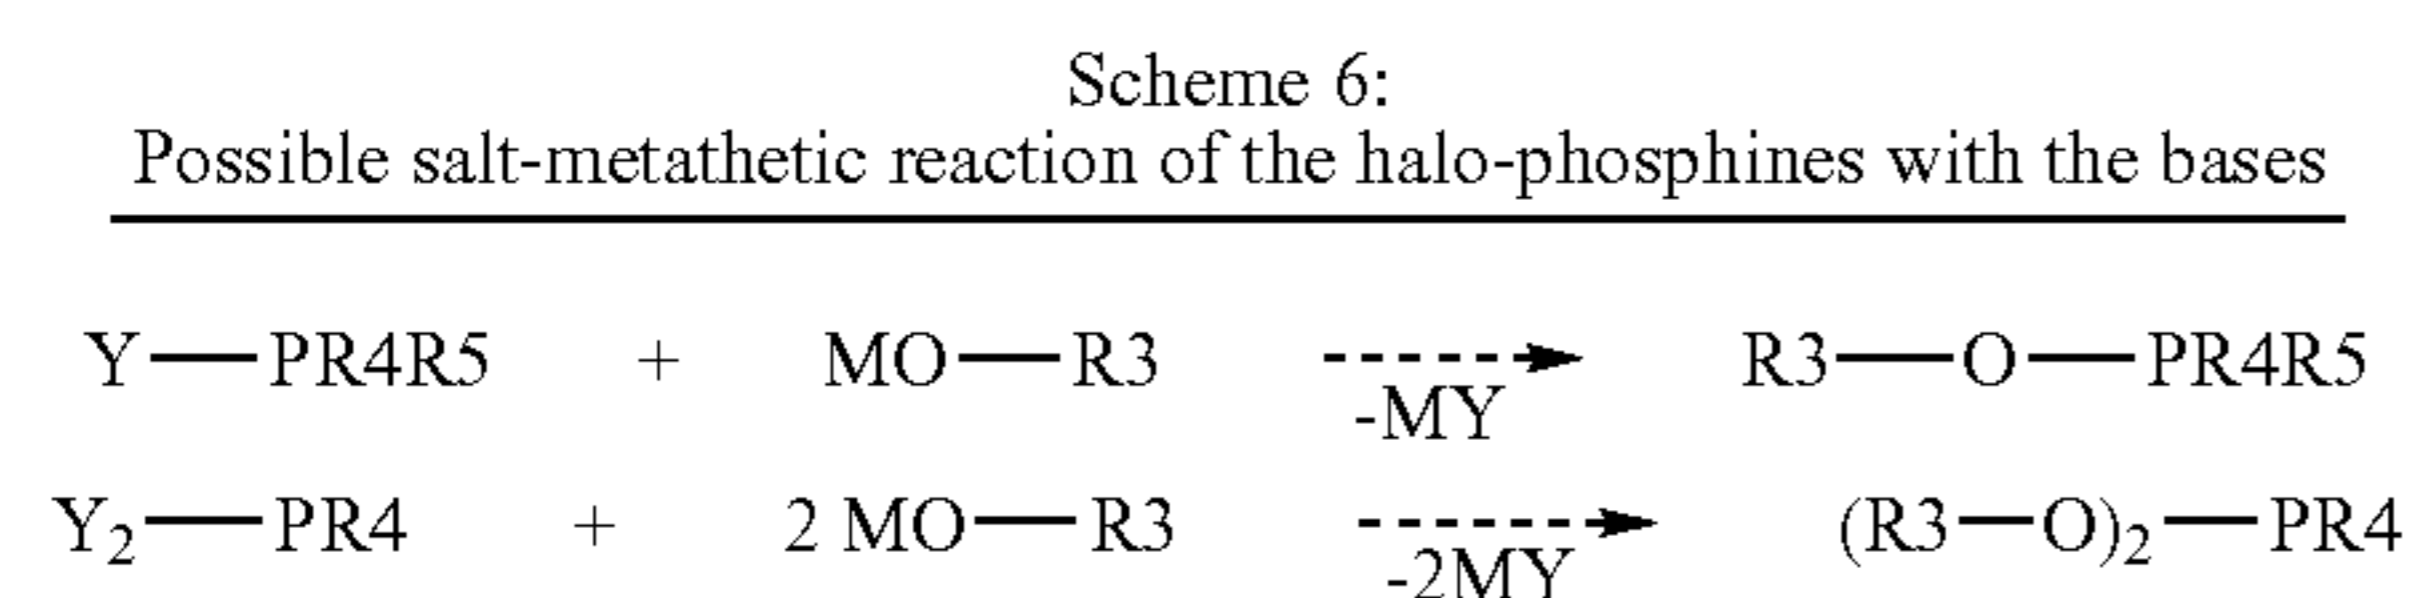 Scheme 6:
Possible salt-metathetic reaction of the halo-phosphines with the bases
Y—PR4R5 + MO—R3 -MY R3—O—PR4R5
Y₂—PR4 + 2 MO—R3 -2MY (R3—O)₂—PR4